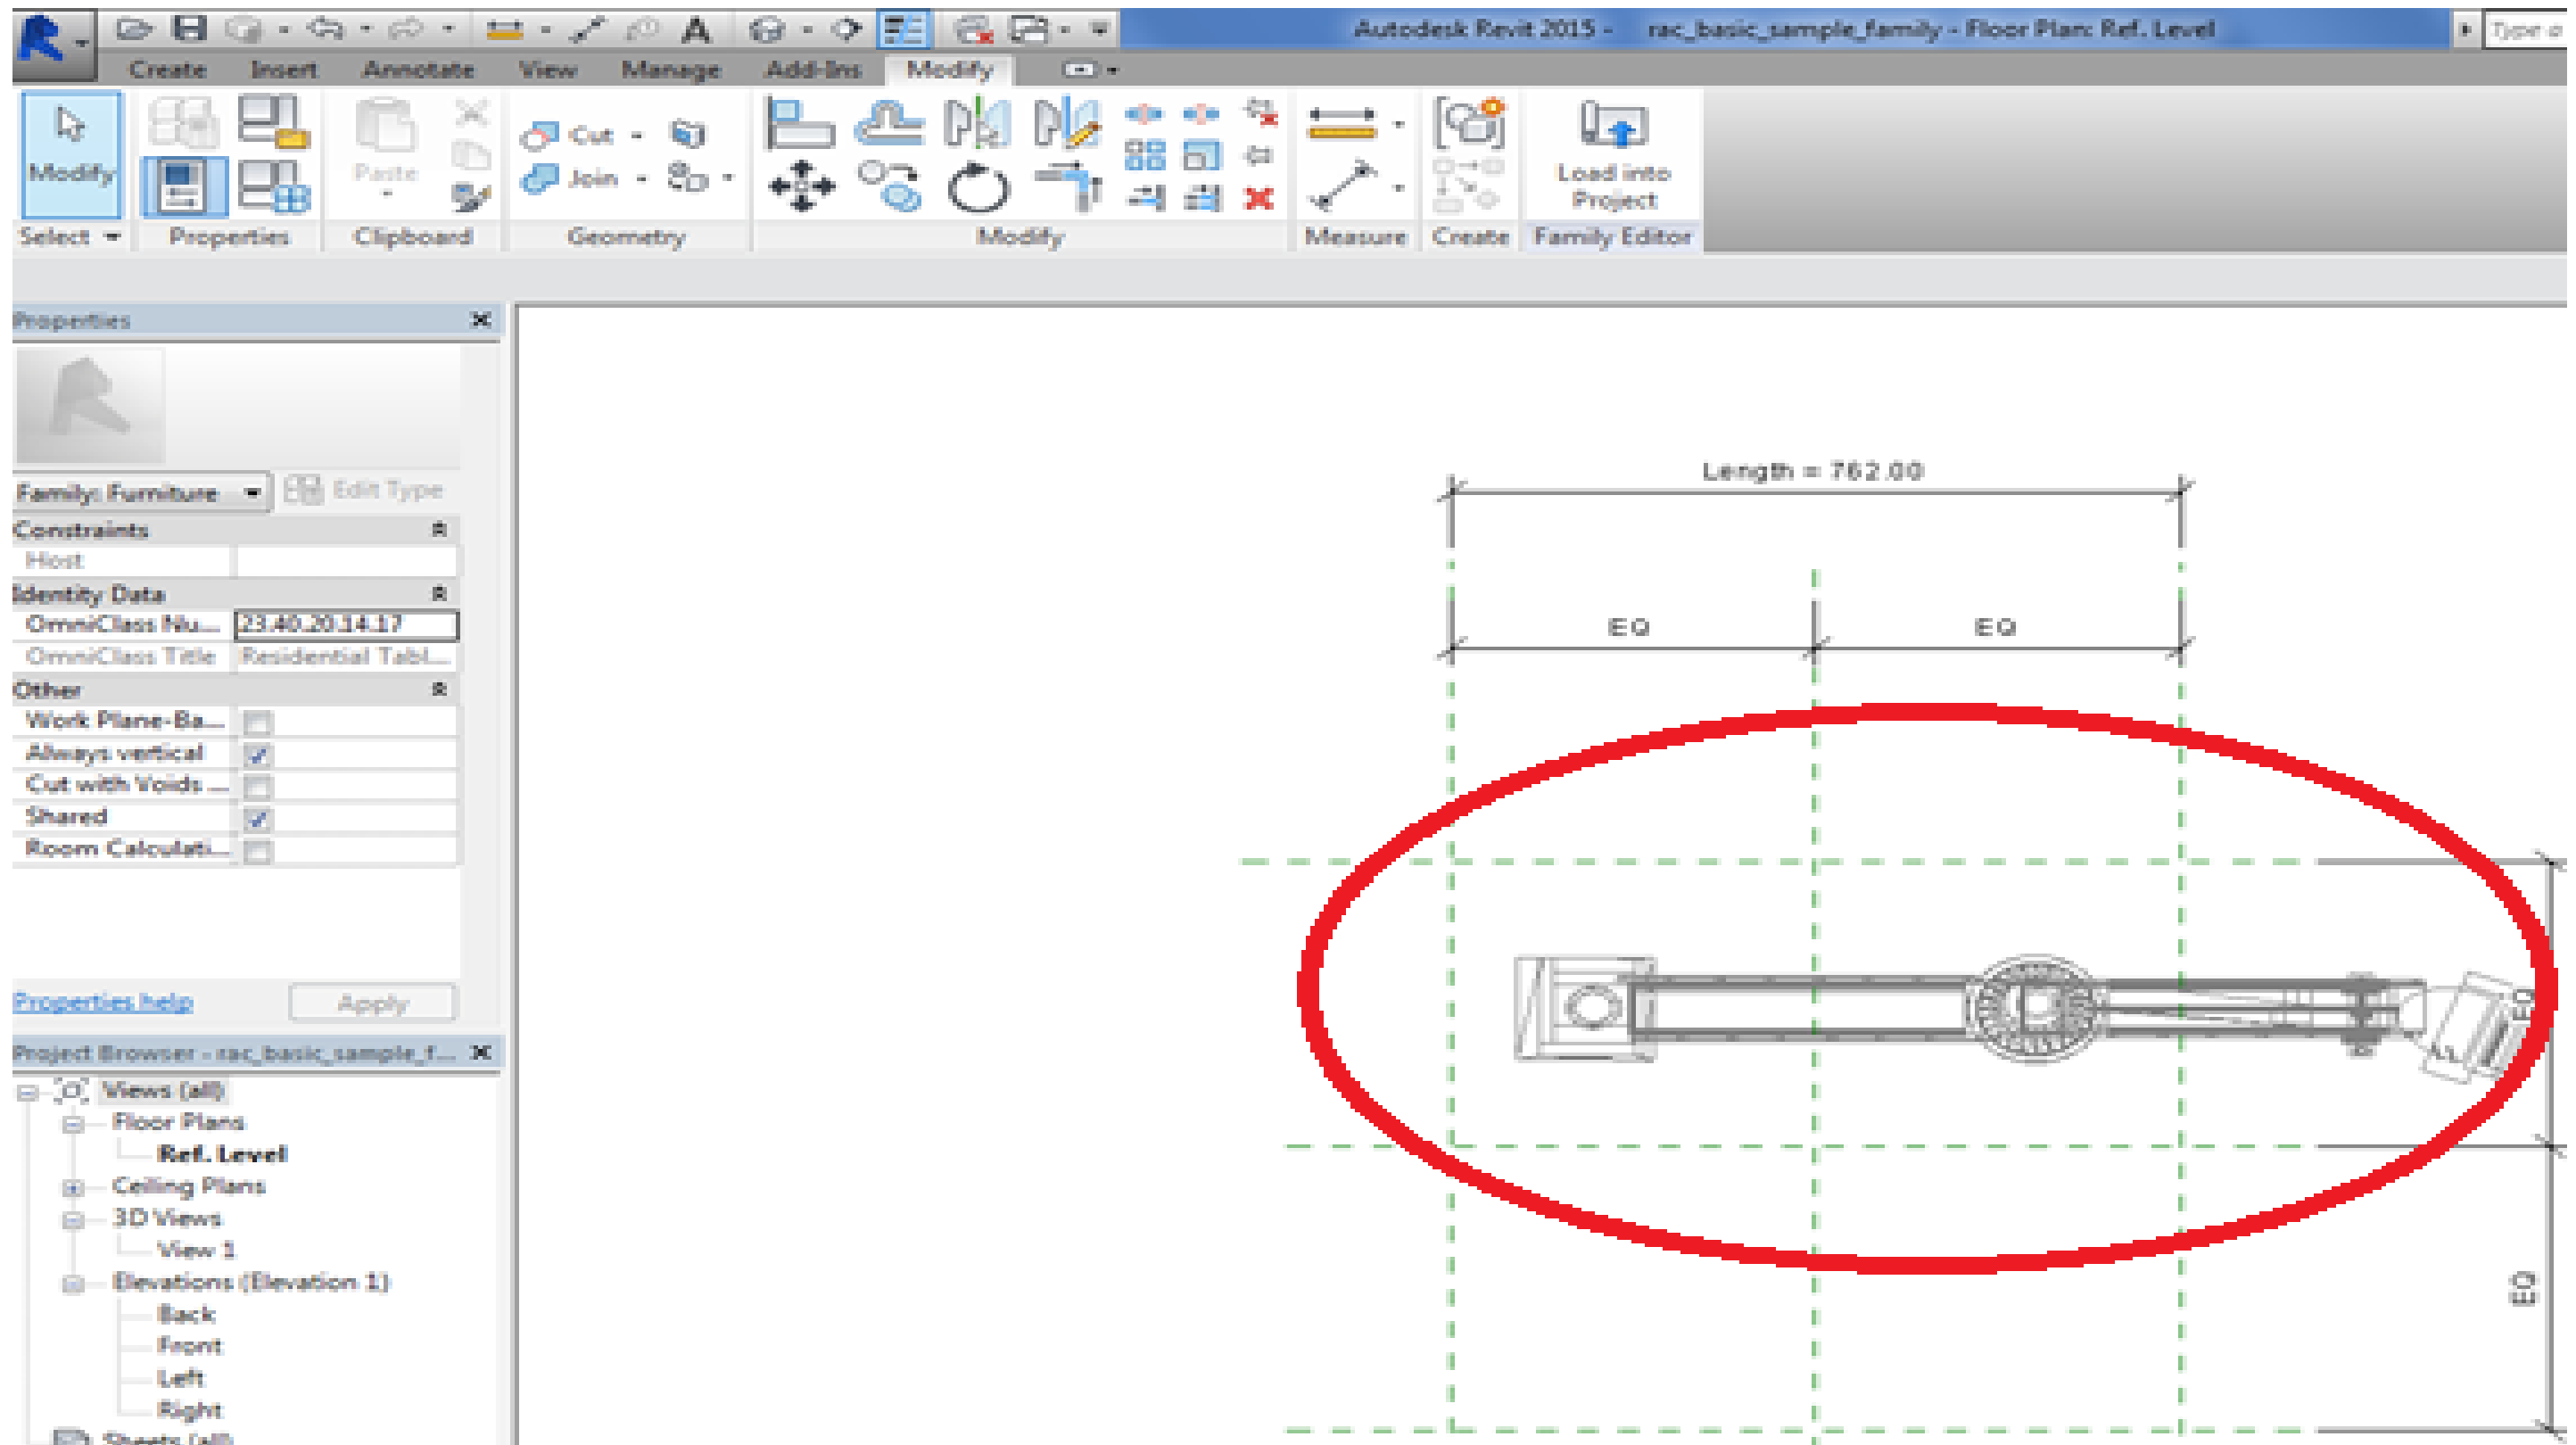 Autodesk Revit 2015 - rac_basic_sample_family - Floor Plan: Ref. Level
Type a
Create Insert Annotate View Manage Add-Ins Modify
Modify
Paste
Cut
Join
Load into
Project
Select Properties Clipboard Geometry Modify Measure Create Family Editor
Properties
Family: Furniture
Edit Type
Constraints
Host
Identity Data
OmniClass Nu... 23.40.20.14.17
OmniClass Title Residential Tabl...
Other
Work Plane-Ba...
Always vertical
Cut with Voids ...
Shared
Room Calculati...
Properties help
Apply
Project Browser - rac_basic_sample_f...
Views (all)
Floor Plans
Ref. Level
Ceiling Plans
3D Views
View 1
Elevations (Elevation 1)
Back
Front
Left
Right
Sheets (all)
Length = 762.00
EQ EQ
EQ
EQ